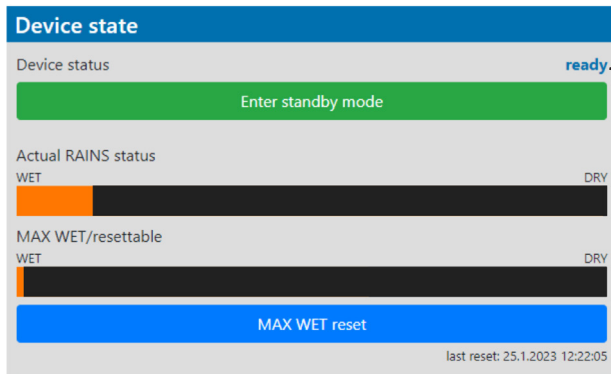 Device state
Device status ready.
Enter standby mode
Actual RAINS status
WET DRY
MAX WET/resettable
WET DRY
MAX WET reset
last reset: 25.1.2023 12:22:05